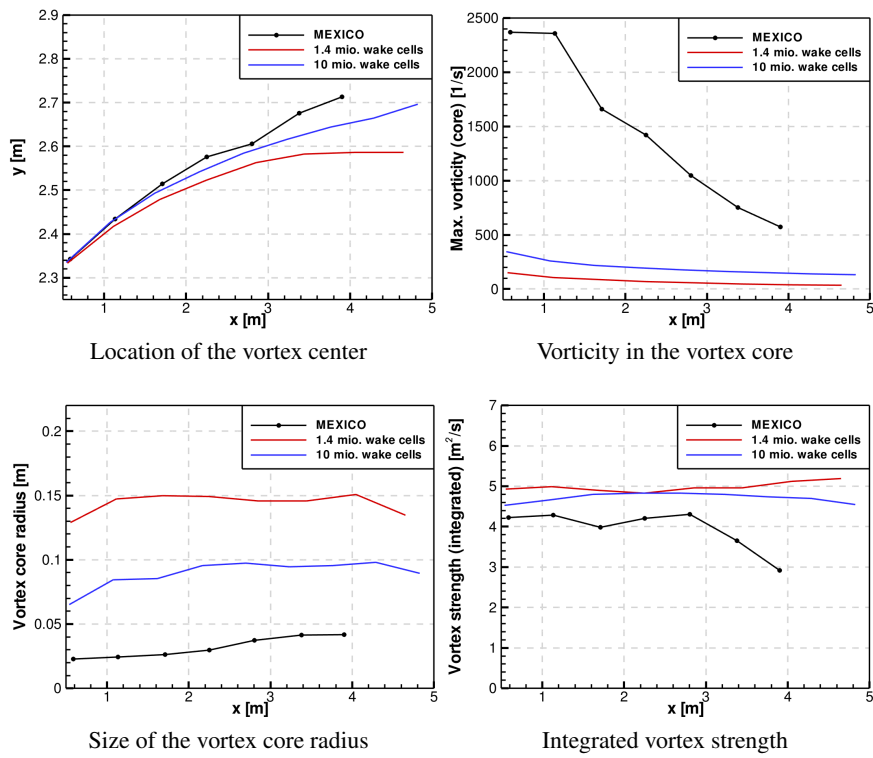 2.9
2.8
2.7
2.6
2.5
2.4
2.3
y [m]
MEXICO
1.4 mio. wake cells
10 mio. wake cells
1 2 3 4 5
x [m]
Location of the vortex center
2500
2000
1500
1000
500
0
Max. vorticity (core) [1/s]
MEXICO
1.4 mio. wake cells
10 mio. wake cells
1 2 3 4 5
x [m]
Vorticity in the vortex core
0.2
0.15
0.1
0.05
0
Vortex core radius [m]
MEXICO
1.4 mio. wake cells
10 mio. wake cells
1 2 3 4 5
x [m]
Size of the vortex core radius
7
6
5
4
3
2
1
0
Vortex strength (integrated) [m²/s]
MEXICO
1.4 mio. wake cells
10 mio. wake cells
1 2 3 4 5
x [m]
Integrated vortex strength